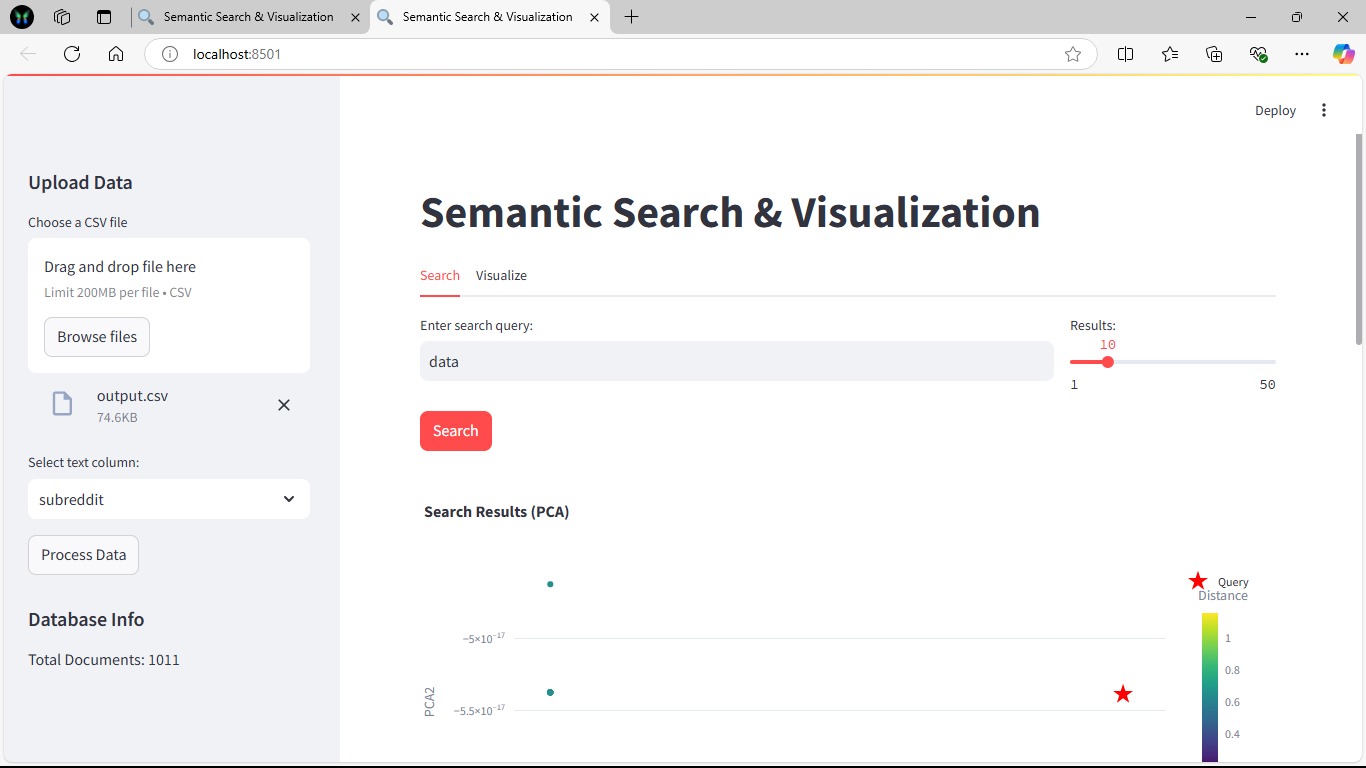 Semantic Search & Visualization
Semantic Search & Visualization
localhost:8501
Deploy
Upload Data
Choose a CSV file
Drag and drop file here
Limit 200MB per file • CSV
Browse files
output.csv
74.6KB
Select text column:
subreddit
Process Data
Database Info
Total Documents: 1011
Semantic Search & Visualization
Search Visualize
Enter search query:
data
Results:
10
1 50
Search
Search Results (PCA)
Query
Distance
1
0.8
0.6
0.4
−5×10⁻¹⁷
−5.5×10⁻¹⁷
PCA2